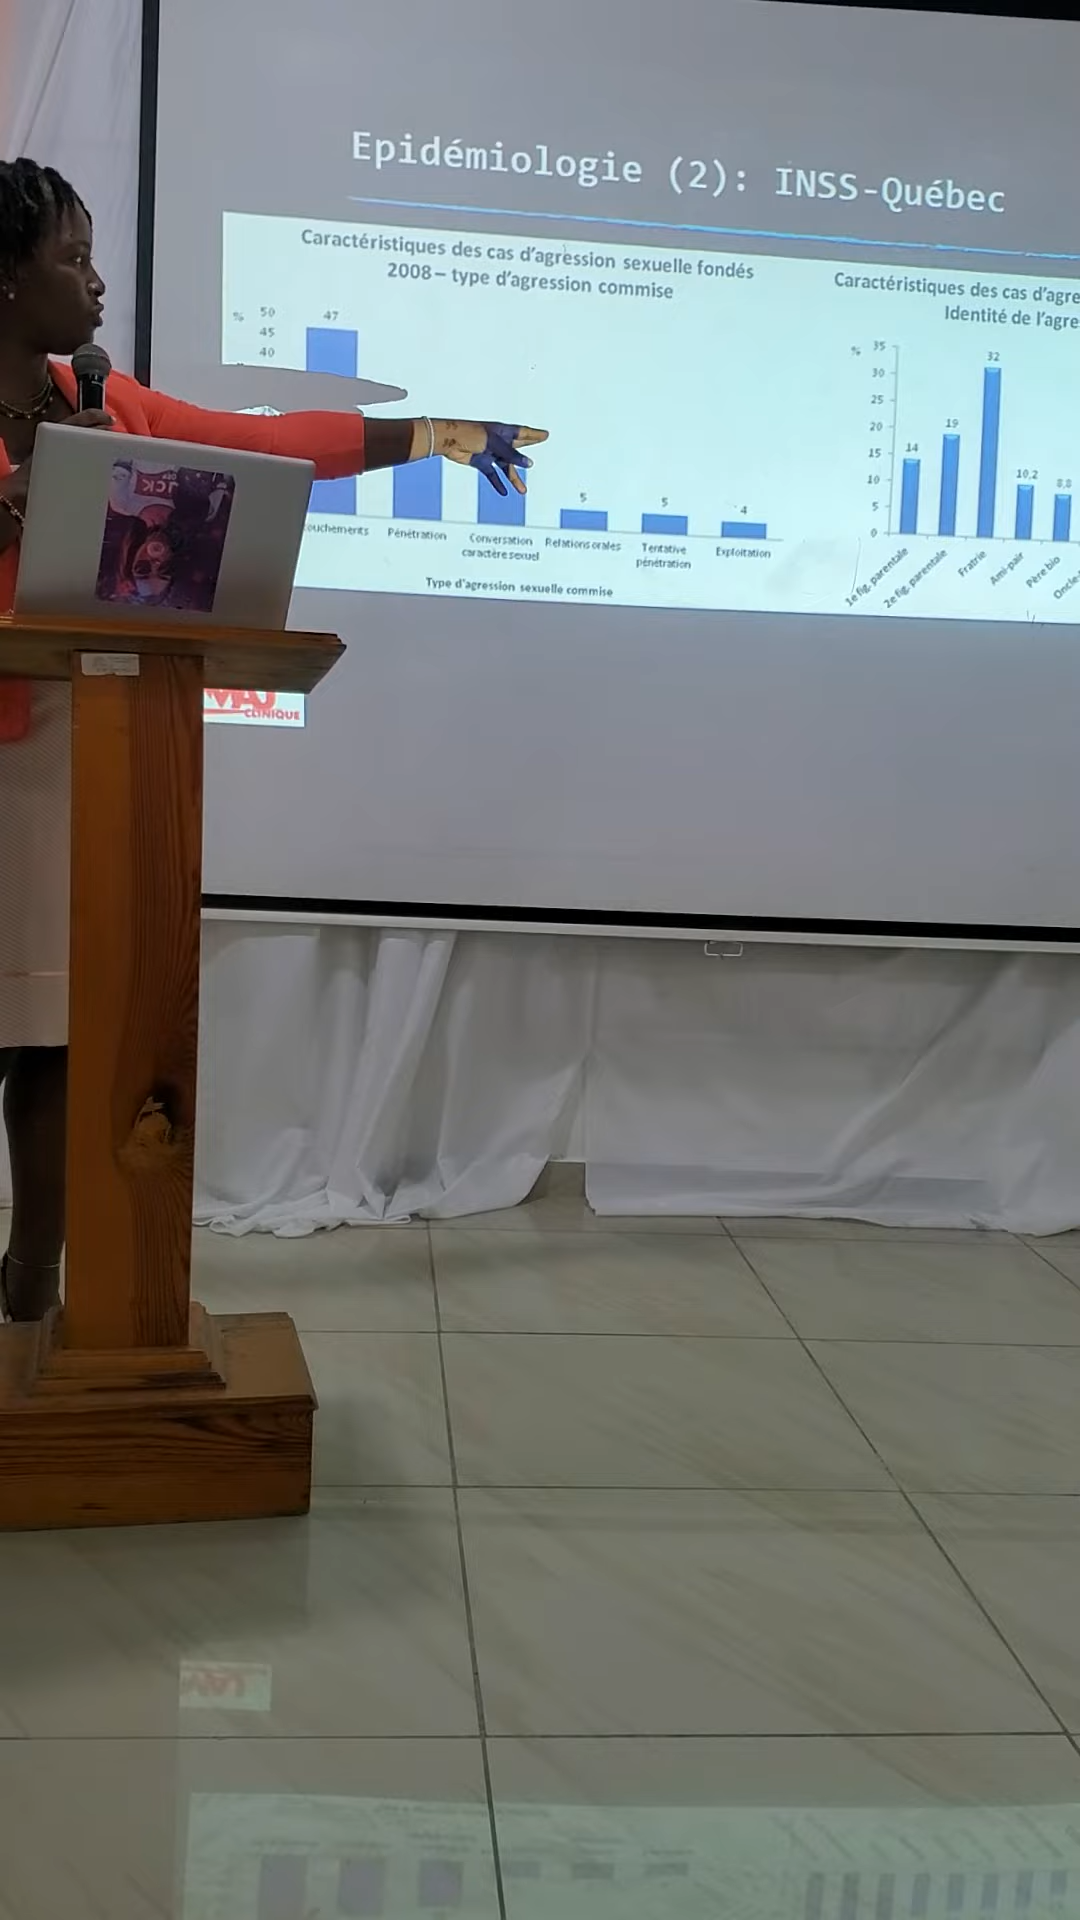 Epidémiologie (2): INSS-Québec
Caractéristiques des cas d'agression sexuelle fondés
2008 – type d'agression commise
%
50
45
40
47
5
5
4
ouchements
Pénétration
Conversation
caractère sexuel
Relations orales
Tentative
pénétration
Exploitation
Type d'agression sexuelle commise
Caractéristiques des cas d'agre
Identité de l'agre
%
35
30
25
20
15
10
5
0
14
19
32
10,2
8,8
1e fig. parentale
2e fig. parentale
Fratrie
Ami-pair
Père bio
Oncle-
CLINIQUE